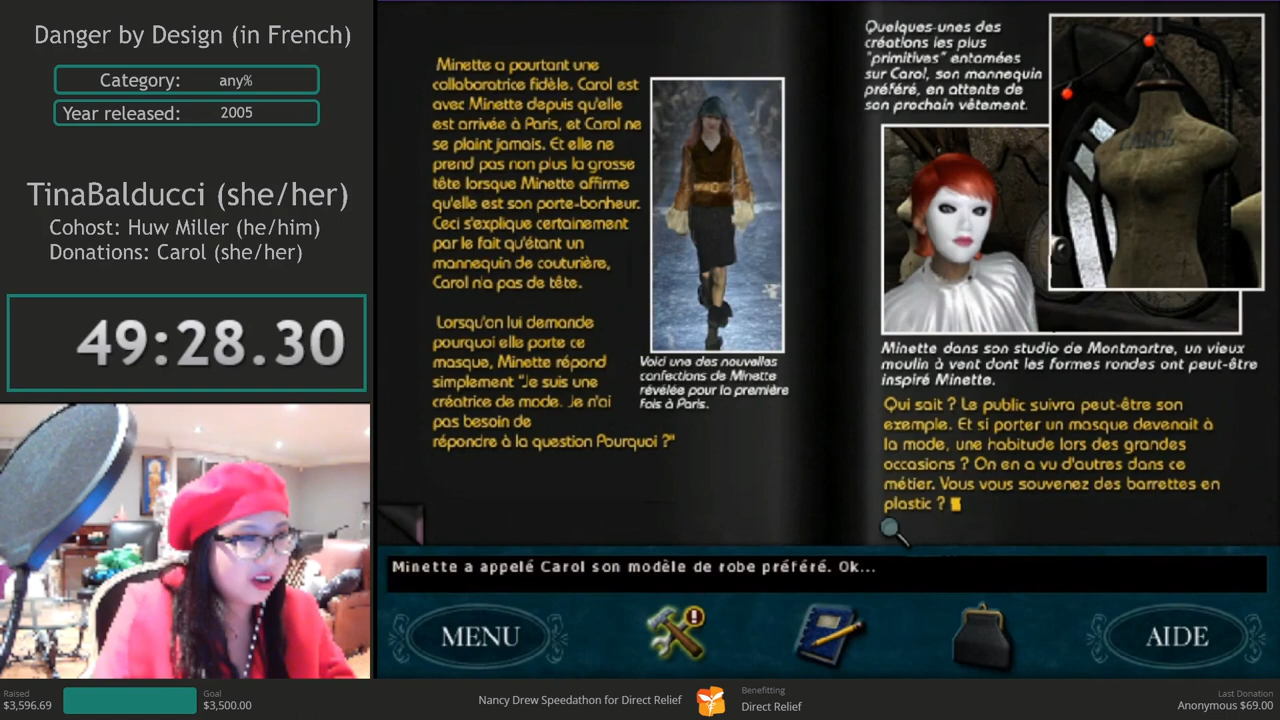 Danger by Design (in French)
Category: any%
Year released: 2005
TinaBalducci (she/her)
Cohost: Huw Miller (he/him)
Donations: Carol (she/her)
49:28.30
Minette a pourtant une
collaboratrice fidèle. Carol est
avec Minette depuis qu'elle
est arrivée à Paris, et Carol ne
se plaint jamais. Et elle ne
prend pas non plus la grosse
tête lorsque Minette affirme
qu'elle est son porte-bonheur.
Ceci s'explique certainement
par le fait qu'étant un
mannequin de couturière,
Carol n'a pas de tête.
Lorsqu'on lui demande
pourquoi elle porte ce
masque, Minette répond
simplement "Je suis une
créatrice de mode. Je n'ai
pas besoin de
répondre à la question Pourquoi ?"
Voici une des nouvelles
confections de Minette
révélée pour la première
fois à Paris.
Quelques-unes des
créations les plus
"primitives" entamées
sur Carol, son mannequin
préféré, en attente de
son prochain vêtement.
CAROL
Minette dans son studio de Montmartre, un vieux
moulin à vent dont les formes rondes ont peut-être
inspiré Minette.
Qui sait ? Le public suivra peut-être son
exemple. Et si porter un masque devenait à
la mode, une habitude lors des grandes
occasions ? On en a vu d'autres dans ce
métier. Vous vous souvenez des barrettes en
plastic ?
Minette a appelé Carol son modèle de robe préféré. Ok...
MENU
AIDE
Raised
$3,596.69
Goal
$3,500.00
Nancy Drew Speedathon for Direct Relief
Benefitting
Direct Relief
Last Donation
Anonymous $69.00